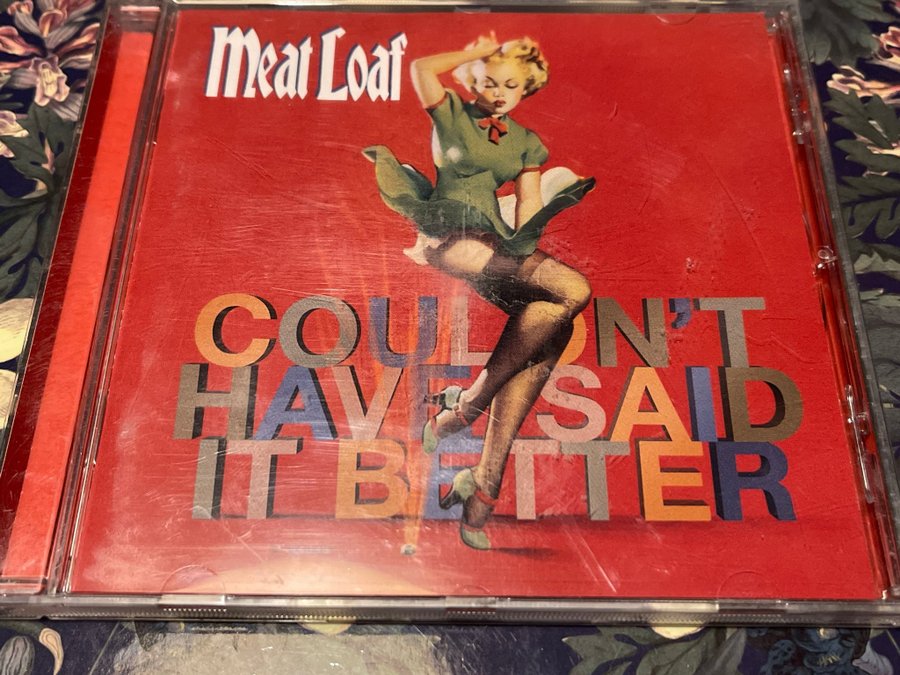 Meat Loaf
COULDN'T
HAVE SAID
IT BETTER